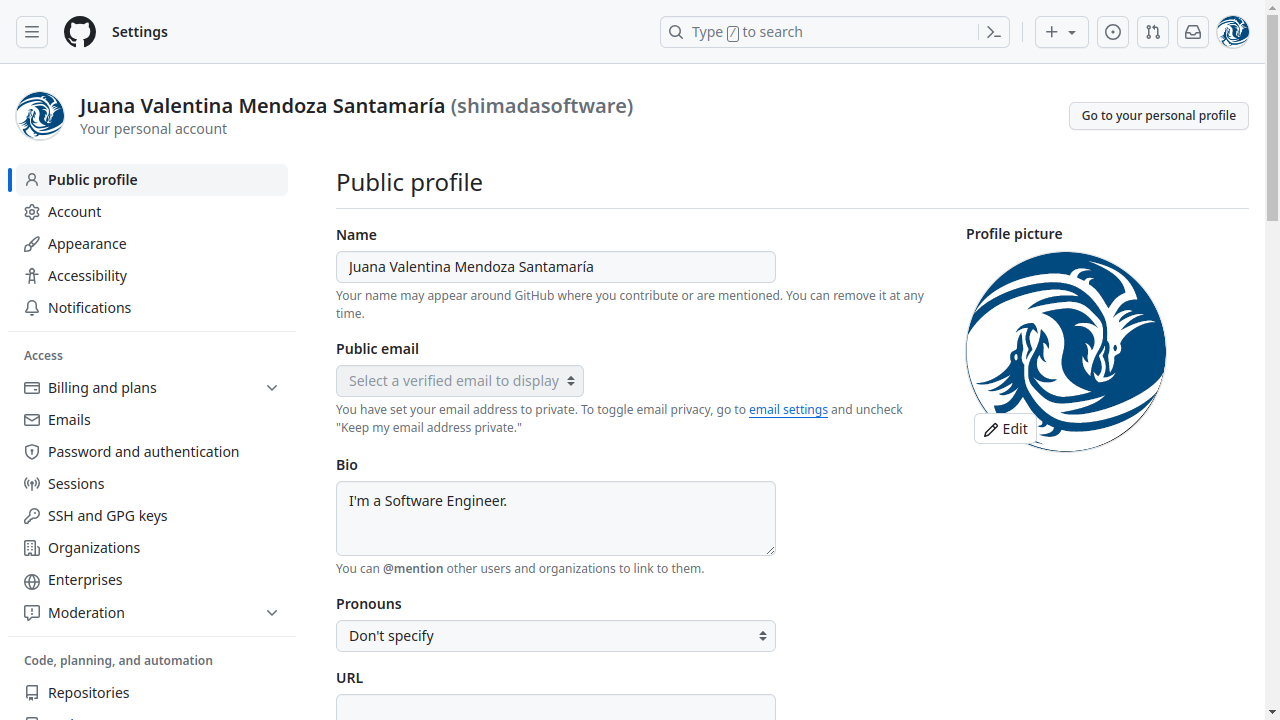 Settings
Type / to search
Juana Valentina Mendoza Santamaría (shimadasoftware)
Your personal account
Go to your personal profile
Public profile
Account
Appearance
Accessibility
Notifications
Access
Billing and plans
Emails
Password and authentication
Sessions
SSH and GPG keys
Organizations
Enterprises
Moderation
Code, planning, and automation
Repositories
Public profile
Name
Juana Valentina Mendoza Santamaría
Your name may appear around GitHub where you contribute or are mentioned. You can remove it at any
time.
Public email
Select a verified email to display
You have set your email address to private. To toggle email privacy, go to email settings and uncheck
"Keep my email address private."
Bio
I'm a Software Engineer.
You can @mention other users and organizations to link to them.
Pronouns
Don't specify
URL
Profile picture
Edit